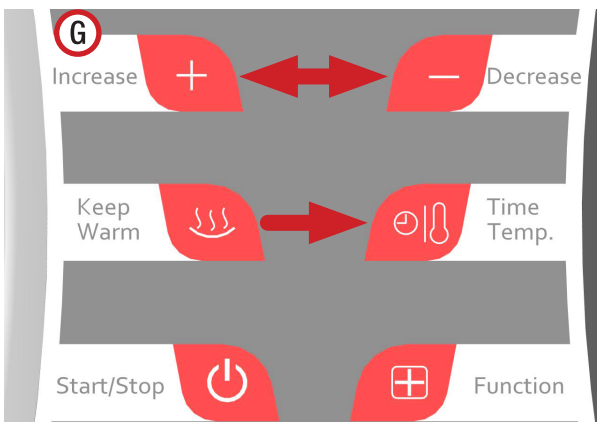 G
Increase
Decrease
Keep
Warm
Time
Temp.
Start/Stop
Function